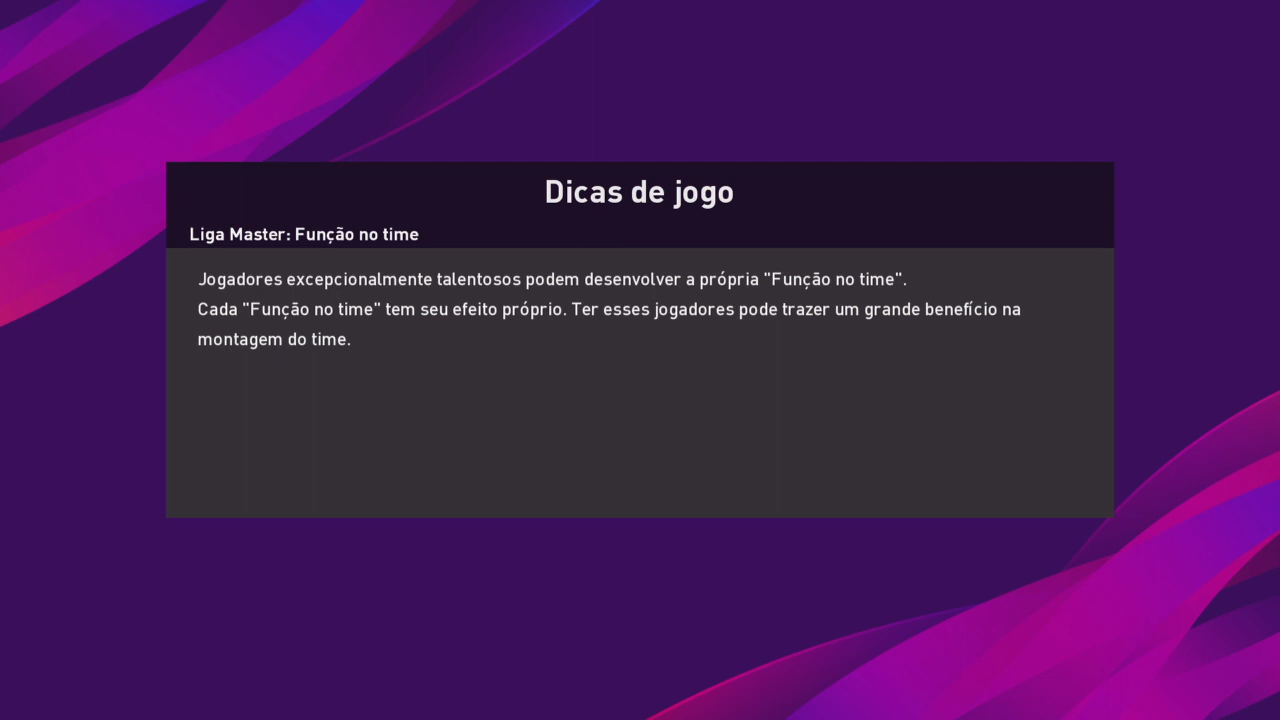 Dicas de jogo
Liga Master: Função no time
Jogadores excepcionalmente talentosos podem desenvolver a própria "Função no time".
Cada "Função no time" tem seu efeito próprio. Ter esses jogadores pode trazer um grande benefício na
montagem do time.